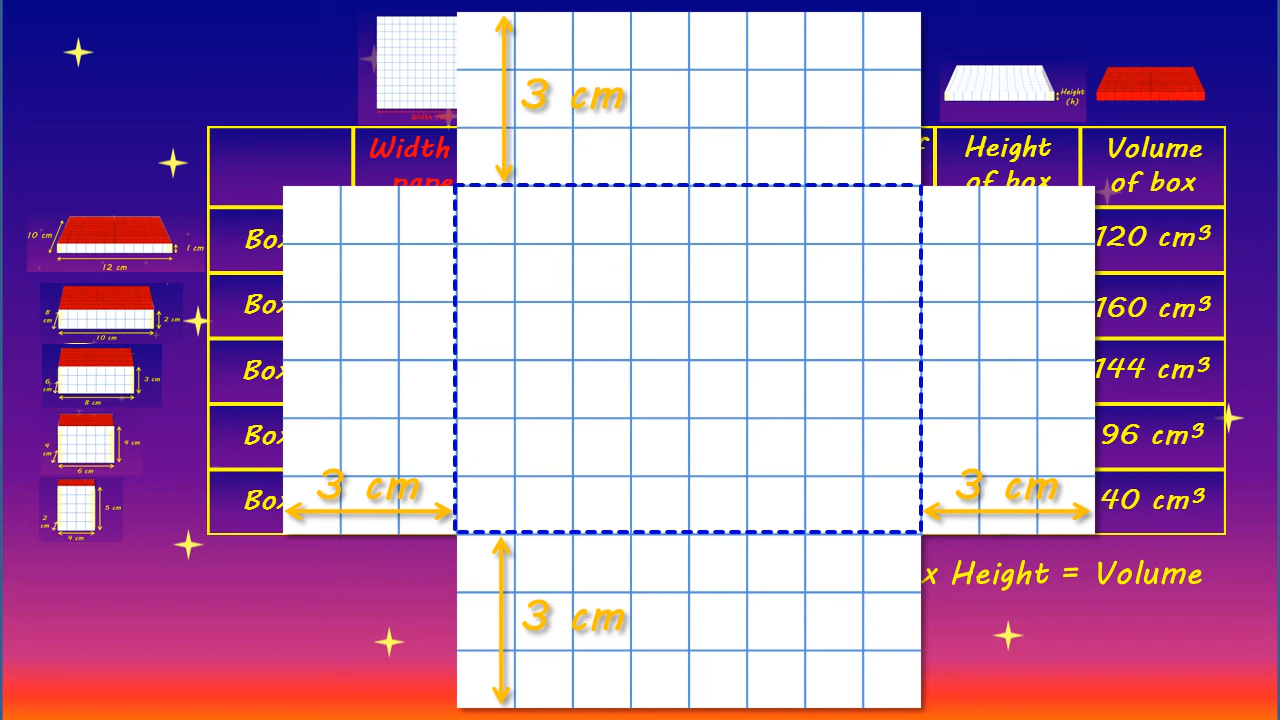 3 cm
Height (h)
Width
Height of box
Volume of box
10 cm
1 cm
12 cm
120 cm³
8 cm
2 cm
10 cm
160 cm³
6 cm
3 cm
8 cm
144 cm³
4 cm
4 cm
6 cm
96 cm³
3 cm
3 cm
2 cm
5 cm
4 cm
40 cm³
x Height = Volume
3 cm